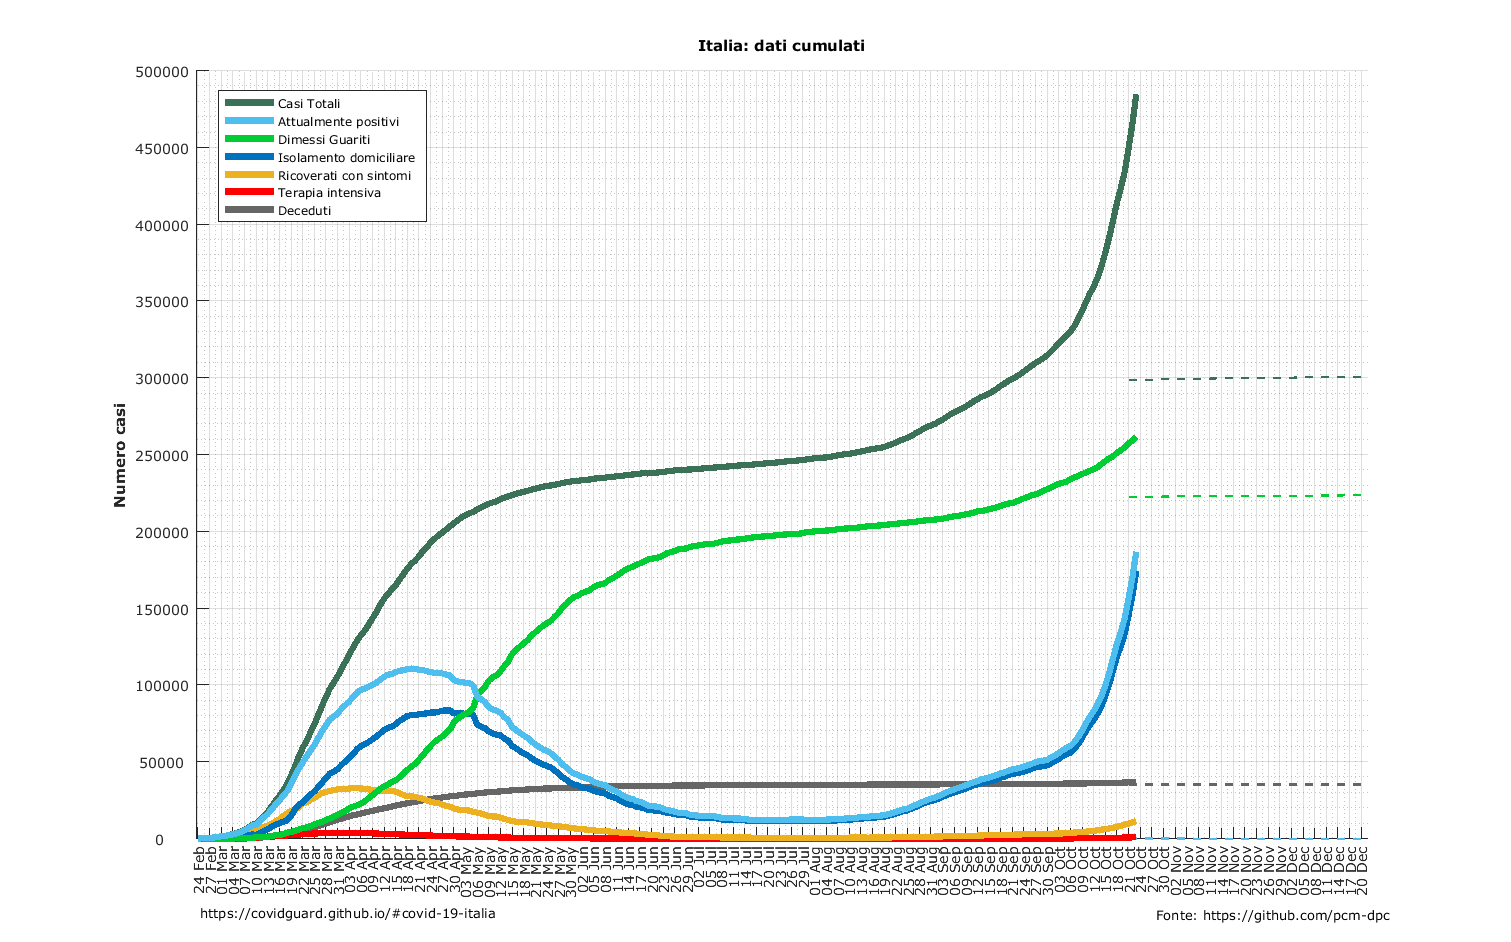 Italia: dati cumulati
500000
450000
400000
350000
300000
250000
200000
150000
100000
50000
0
Numero casi
Casi Totali
Attualmente positivi
Dimessi Guariti
Isolamento domiciliare
Ricoverati con sintomi
Terapia intensiva
Deceduti
24 Feb
27 Feb
01 Mar
04 Mar
07 Mar
10 Mar
13 Mar
16 Mar
19 Mar
22 Mar
25 Mar
28 Mar
31 Mar
03 Apr
06 Apr
09 Apr
12 Apr
15 Apr
18 Apr
21 Apr
24 Apr
27 Apr
30 Apr
03 May
06 May
09 May
12 May
15 May
18 May
21 May
24 May
27 May
30 May
02 Jun
05 Jun
08 Jun
11 Jun
14 Jun
17 Jun
20 Jun
23 Jun
26 Jun
29 Jun
02 Jul
05 Jul
08 Jul
11 Jul
14 Jul
17 Jul
20 Jul
23 Jul
26 Jul
29 Jul
01 Aug
04 Aug
07 Aug
10 Aug
13 Aug
16 Aug
19 Aug
22 Aug
25 Aug
28 Aug
31 Aug
03 Sep
06 Sep
09 Sep
12 Sep
15 Sep
18 Sep
21 Sep
24 Sep
27 Sep
30 Sep
03 Oct
06 Oct
09 Oct
12 Oct
15 Oct
18 Oct
21 Oct
24 Oct
27 Oct
30 Oct
02 Nov
05 Nov
08 Nov
11 Nov
14 Nov
17 Nov
20 Nov
23 Nov
26 Nov
29 Nov
02 Dec
05 Dec
08 Dec
11 Dec
14 Dec
17 Dec
20 Dec
https://covidguard.github.io/#covid-19-italia
Fonte: https://github.com/pcm-dpc